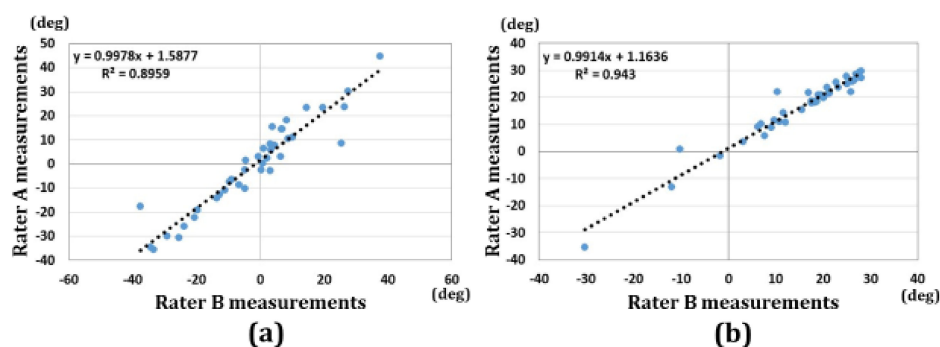 (deg)
50
40
30
20
10
0
-10
-20
-30
-40
Rater A measurements
y = 0.9978x + 1.5877
R² = 0.8959
-60 -40 -20 0 20 40 60
Rater B measurements (deg)
(a)
(deg)
40
30
20
10
0
-10
-20
-30
-40
Rater A measurements
y = 0.9914x + 1.1636
R² = 0.943
-40 -30 -20 -10 0 10 20 30 40
Rater B measurements (deg)
(b)